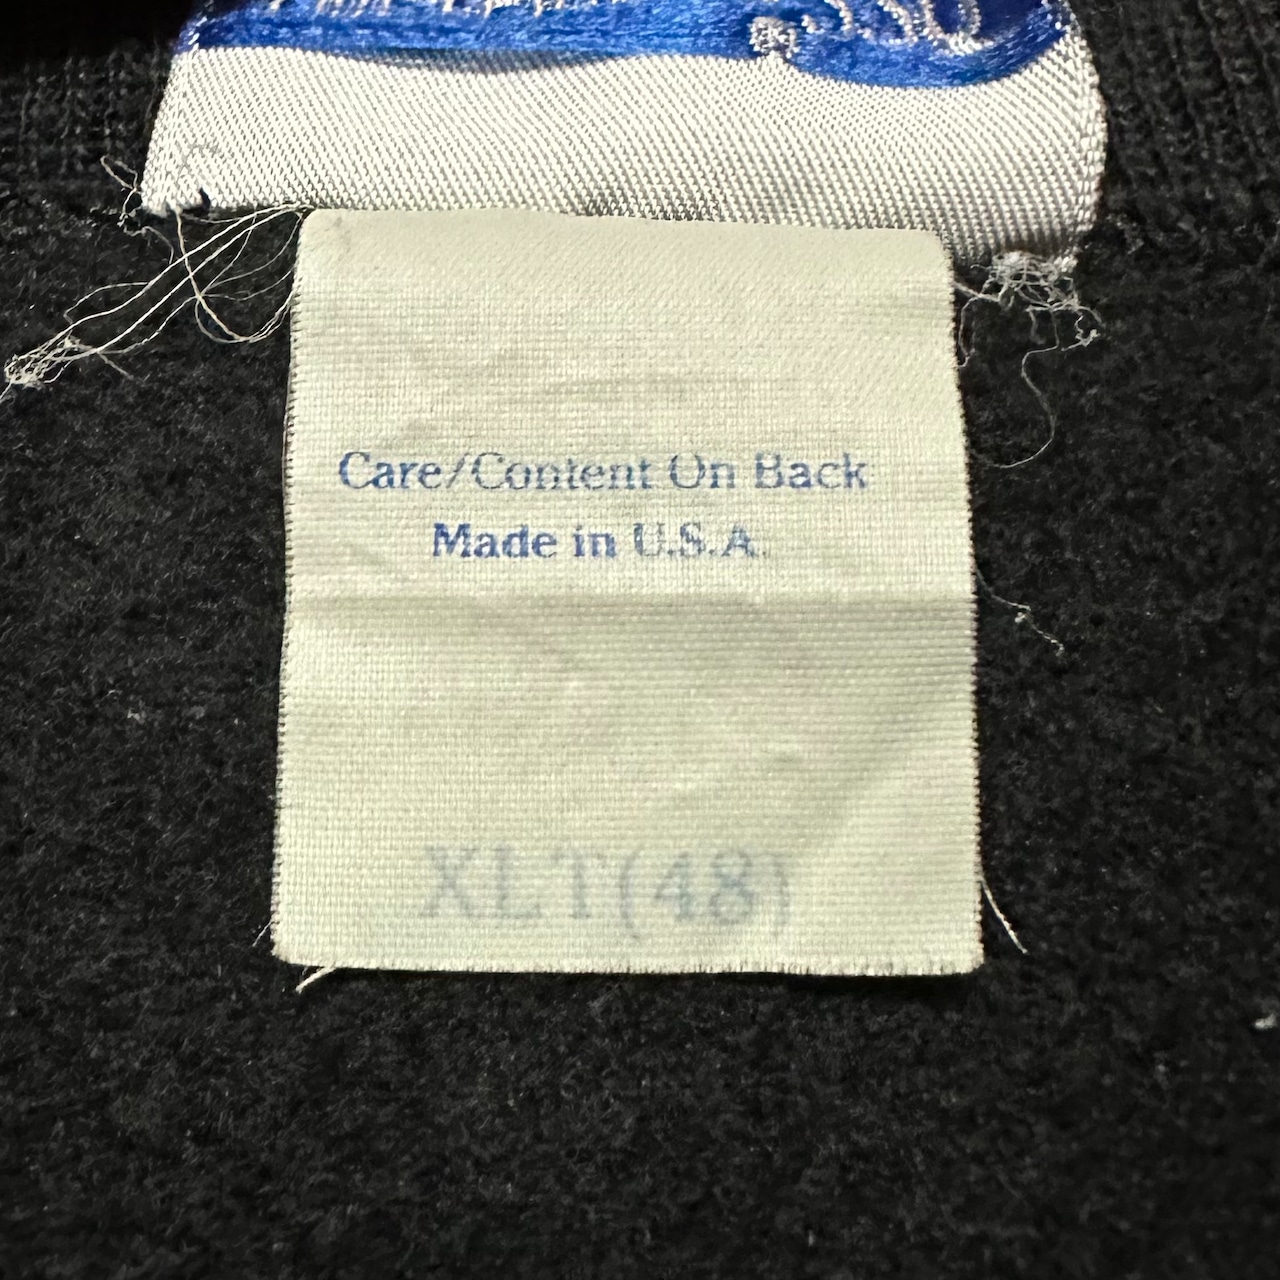 Care/Content On Back
Made in U.S.A.
XLT(48)